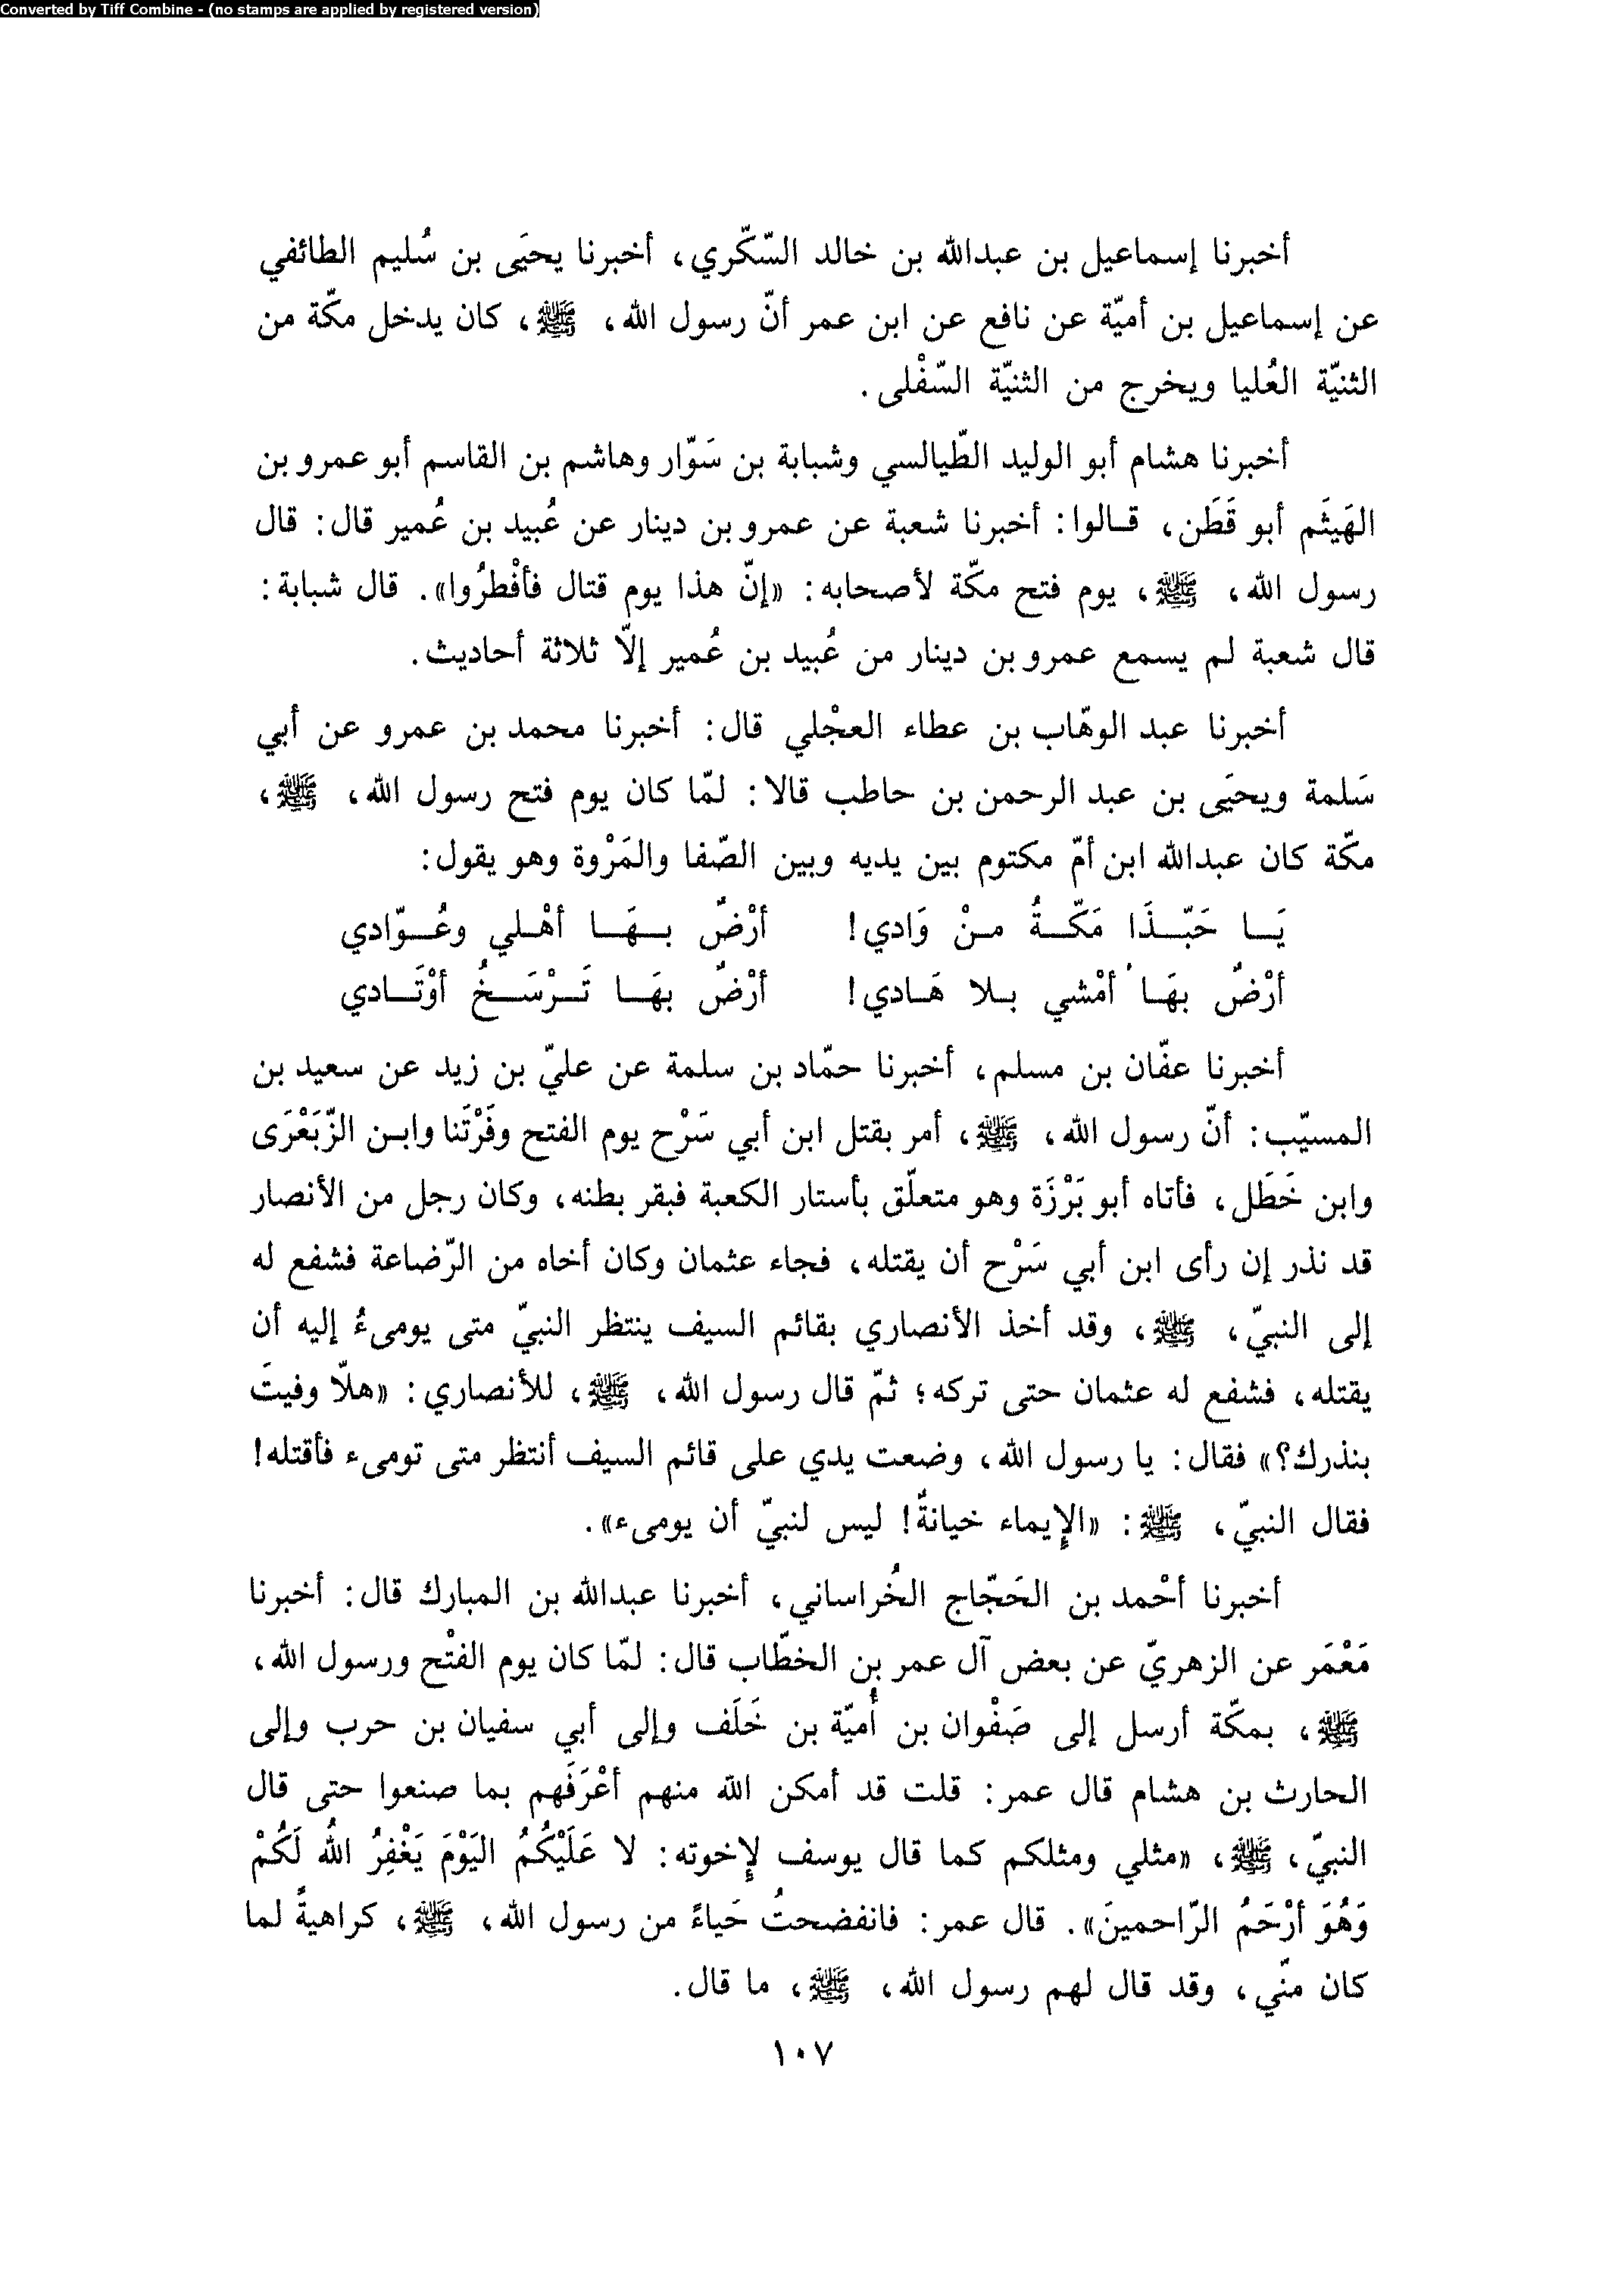 Converted by Tiff Combine - (no stamps are applied by registered version)
أخبرنا إسماعيل بن عبدالله بن خالد السّكّري، أخبرنا يحيَى بن سُليم الطائفي
عن إسماعيل بن أميّة عن نافع عن ابن عمر أنّ رسول الله، ﷺ، كان يدخل مكّة من
الثنيّة العُليا ويخرج من الثنيّة السّفْلى.
أخبرنا هشام أبو الوليد الطّيالسي وشبابة بن سَوّار وهاشم بن القاسم أبو عمرو بن
الهَيثَم أبو قَطَن، قـالوا: أخبرنا شعبة عن عمرو بن دينار عن عُبيد بن عُمير قال: قال
رسول الله، ﷺ، يوم فتح مكّة لأصحابه: «إنّ هذا يوم قتال فأفْطرُوا». قال شبابة:
قال شعبة لم يسمع عمرو بن دينار من عُبيد بن عُمير إلّا ثلاثة أحاديث.
أخبرنا عبد الوهّاب بن عطاء العجْلي قال: أخبرنا محمد بن عمرو عن أبي
سَلمة ويحيَى بن عبد الرحمن بن حاطب قالا: لمّا كان يوم فتح رسول الله، ﷺ،
مكّة كان عبدالله ابن أمّ مكتوم بين يديه وبين الصّفا والمَرْوة وهو يقول:
يَـا حَبّـذَا مَكّـةُ مـنْ وَادي! أرْضٌ بـهَـا أهْـلي وعُـوّادي
أرْضٌ بهَـا أمْشي بـلا هَـادي! أرْضٌ بهَـا تَـرْسَـخُ أوْتَـادي
أخبرنا عفّان بن مسلم، أخبرنا حمّاد بن سلمة عن عليّ بن زيد عن سعيد بن
المسيّب: أنّ رسول الله، ﷺ، أمر بقتل ابن أبي سَرْح يوم الفتح وفَرْتَنا وابن الزّبَعْرَى
وابن خَطَل، فأتاه أبو بَرْزَة وهو متعلّق بأستار الكعبة فبقر بطنه، وكان رجل من الأنصار
قد نذر إن رأى ابن أبي سَرْح أن يقتله، فجاء عثمان وكان أخاه من الرّضاعة فشفع له
إلى النبيّ، ﷺ، وقد أخذ الأنصاري بقائم السيف ينتظر النبيّ متى يومىءُ إليه أن
يقتله، فشفع له عثمان حتى تركه؛ ثمّ قال رسول الله، ﷺ، للأنصاري: «هلّا وفيتَ
بنذرك؟» فقال: يا رسول الله، وضعت يدي على قائم السيف أنتظر متى تومىء فأقتله!
فقال النبيّ، ﷺ: «الإيماء خيانةٌ! ليس لنبيّ أن يومىء».
أخبرنا أحْمد بن الحَجّاج الخُراساني، أخبرنا عبدالله بن المبارك قال: أخبرنا
مَعْمَر عن الزهريّ عن بعض آل عمر بن الخطّاب قال: لمّا كان يوم الفتْح ورسول الله،
ﷺ، بمكّة أرسل إلى صَفْوان بن أُميّة بن خَلَف وإلى أبي سفيان بن حرب وإلى
الحارث بن هشام قال عمر: قلت قد أمكن الله منهم أعْرَفَهم بما صنعوا حتى قال
النبيّ، ﷺ، «مثلي ومثلكم كما قال يوسف لإخوته: لا عَلَيْكُمُ اليَوْمَ يَغْفِرُ اللهُ لَكُمْ
وَهُوَ أرْحَمُ الرّاحمينَ». قال عمر: فانفضحتُ حَياءً من رسول الله، ﷺ، كراهيةً لما
كان منّي، وقد قال لهم رسول الله، ﷺ، ما قال.
١٠٧